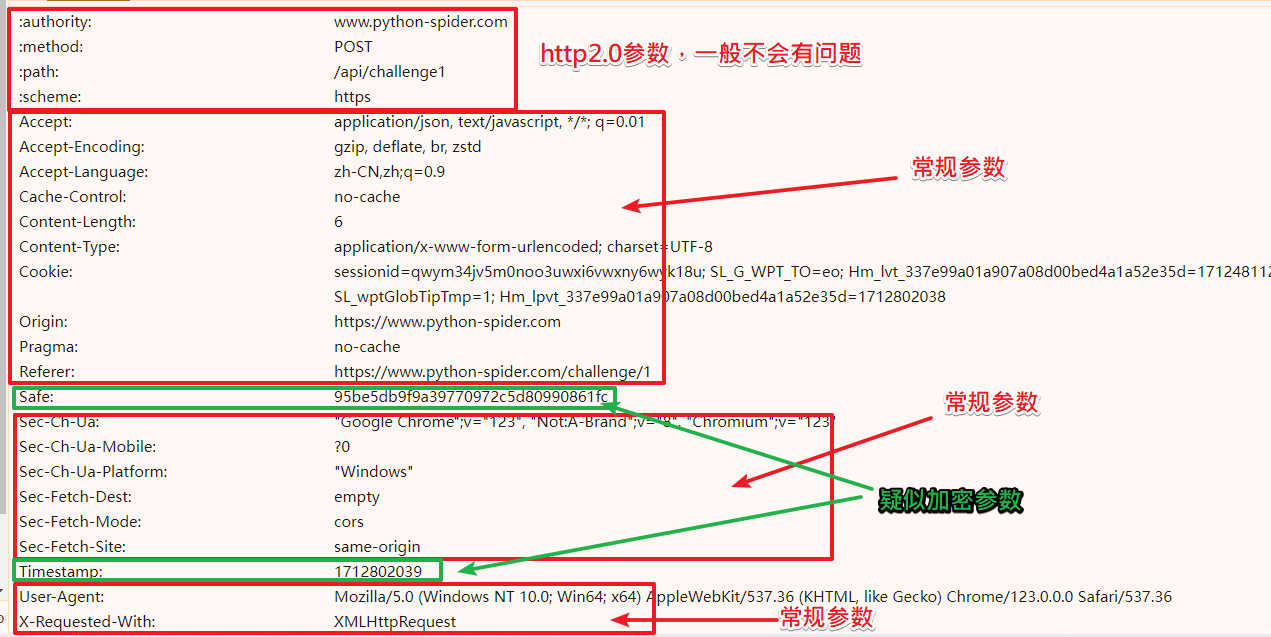 :authority: www.python-spider.com
:method: POST
http2.0参数，一般不会有问题
:path: /api/challenge1
:scheme: https
Accept: application/json, text/javascript, */*; q=0.01
Accept-Encoding: gzip, deflate, br, zstd
Accept-Language: zh-CN,zh;q=0.9
常规参数
Cache-Control: no-cache
Content-Length: 6
Content-Type: application/x-www-form-urlencoded; charset=UTF-8
Cookie: sessionid=qwym34jv5m0noo3uwxi6vwxny6wyk18u; SL_G_WPT_TO=eo; Hm_lvt_337e99a01a907a08d00bed4a1a52e35d=171248112
SL_wptGlobTipTmp=1; Hm_lpvt_337e99a01a907a08d00bed4a1a52e35d=1712802038
Origin: https://www.python-spider.com
Pragma: no-cache
Referer: https://www.python-spider.com/challenge/1
Safe: 95be5db9f9a39770972c5d80990861fc
常规参数
Sec-Ch-Ua: "Google Chrome";v="123", "Not:A-Brand";v="8", "Chromium";v="123"
Sec-Ch-Ua-Mobile: ?0
Sec-Ch-Ua-Platform: "Windows"
Sec-Fetch-Dest: empty
疑似加密参数
Sec-Fetch-Mode: cors
Sec-Fetch-Site: same-origin
Timestamp: 1712802039
User-Agent: Mozilla/5.0 (Windows NT 10.0; Win64; x64) AppleWebKit/537.36 (KHTML, like Gecko) Chrome/123.0.0.0 Safari/537.36
X-Requested-With: XMLHttpRequest
常规参数